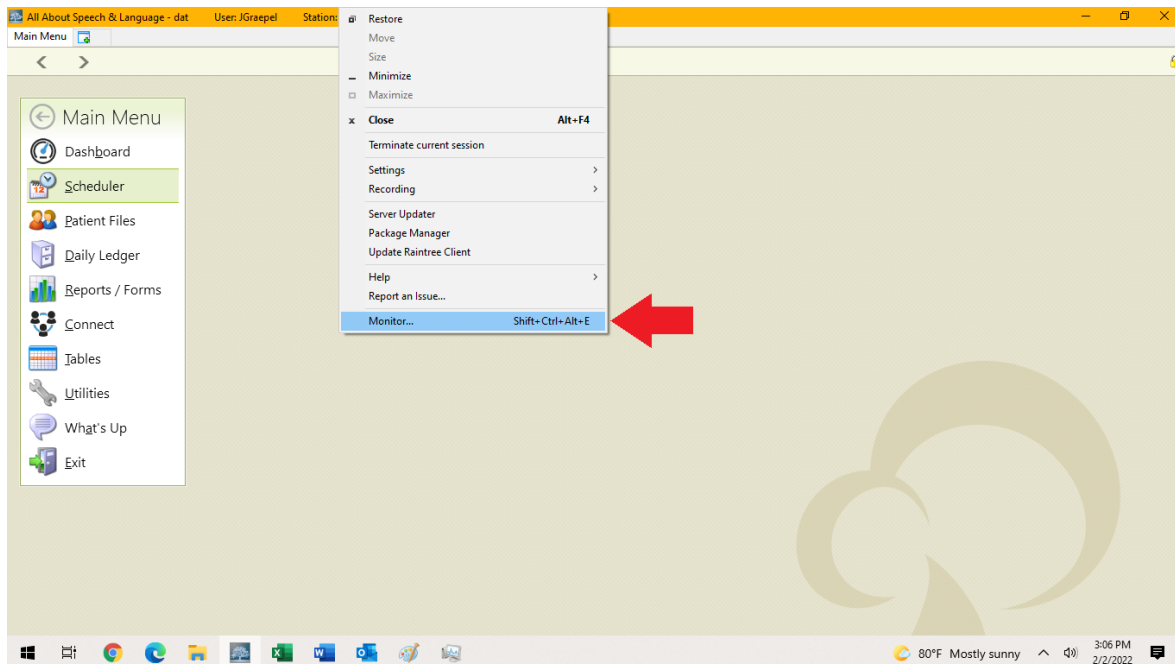 All About Speech & Language - dat User: JGraepel Station:
Main Menu
Restore
Move
Size
Minimize
Maximize
Close Alt+F4
Terminate current session
Settings
Recording
Server Updater
Package Manager
Update Raintree Client
Help
Report an Issue...
Monitor... Shift+Ctrl+Alt+E
Main Menu
Dashboard
12
Scheduler
Patient Files
Daily Ledger
Reports / Forms
Connect
Tables
Utilities
What's Up
Exit
80°F Mostly sunny
3:06 PM
2/2/2022